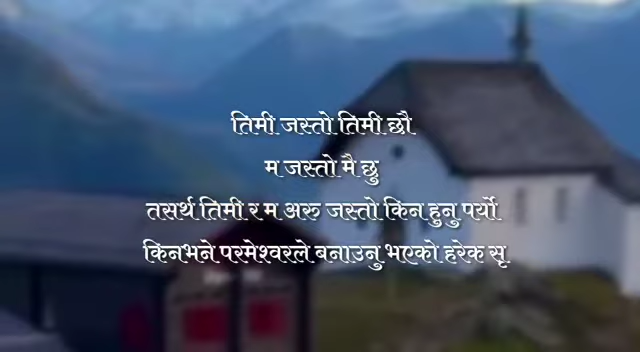 तिमी जस्तो तिमी छौ
म जस्तो मै छु
तसर्थ तिमी र म अरु जस्तो किन हुनु पर्यो
किनभने परमेश्वरले बनाउनु भएको हरेक सृ